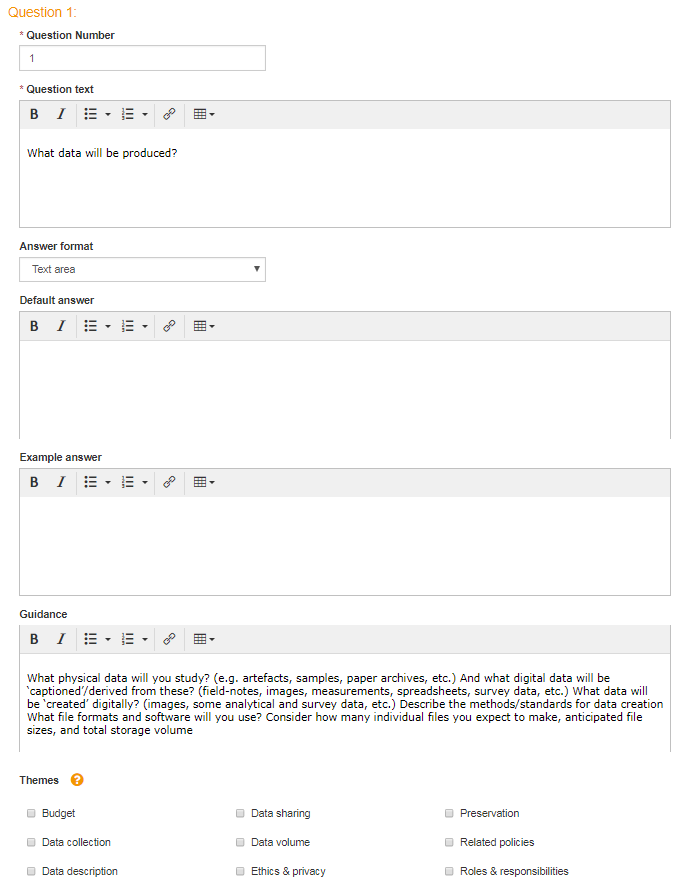 Question 1:
* Question Number
1
* Question text
B I
What data will be produced?
Answer format
Text area
Default answer
B I
Example answer
B I
Guidance
B I
What physical data will you study? (e.g. artefacts, samples, paper archives, etc.) And what digital data will be
‘captioned’/derived from these? (field-notes, images, measurements, spreadsheets, survey data, etc.) What data will
be ‘created’ digitally? (images, some analytical and survey data, etc.) Describe the methods/standards for data creation
What file formats and software will you use? Consider how many individual files you expect to make, anticipated file
sizes, and total storage volume
Themes ?
Budget Data sharing Preservation
Data collection Data volume Related policies
Data description Ethics & privacy Roles & responsibilities